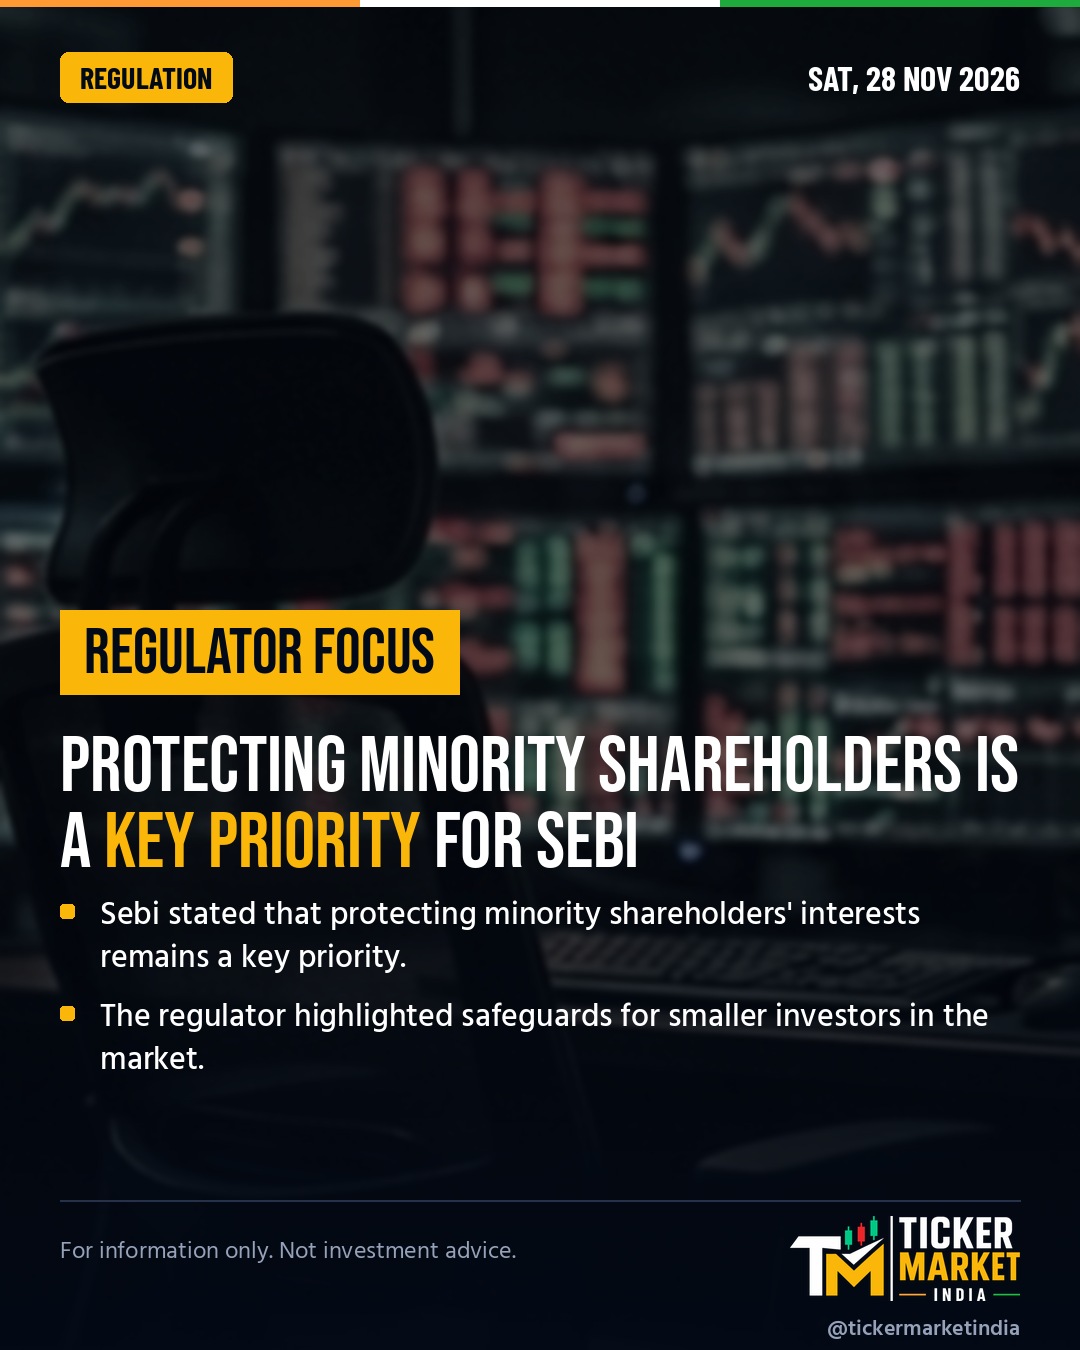 REGULATION
SAT, 28 NOV 2026
REGULATOR FOCUS
PROTECTING MINORITY SHAREHOLDERS IS
A KEY PRIORITY FOR SEBI
Sebi stated that protecting minority shareholders' interests
remains a key priority.
The regulator highlighted safeguards for smaller investors in the
market.
For information only. Not investment advice.
TM
TICKER
MARKET
INDIA
@tickermarketindia